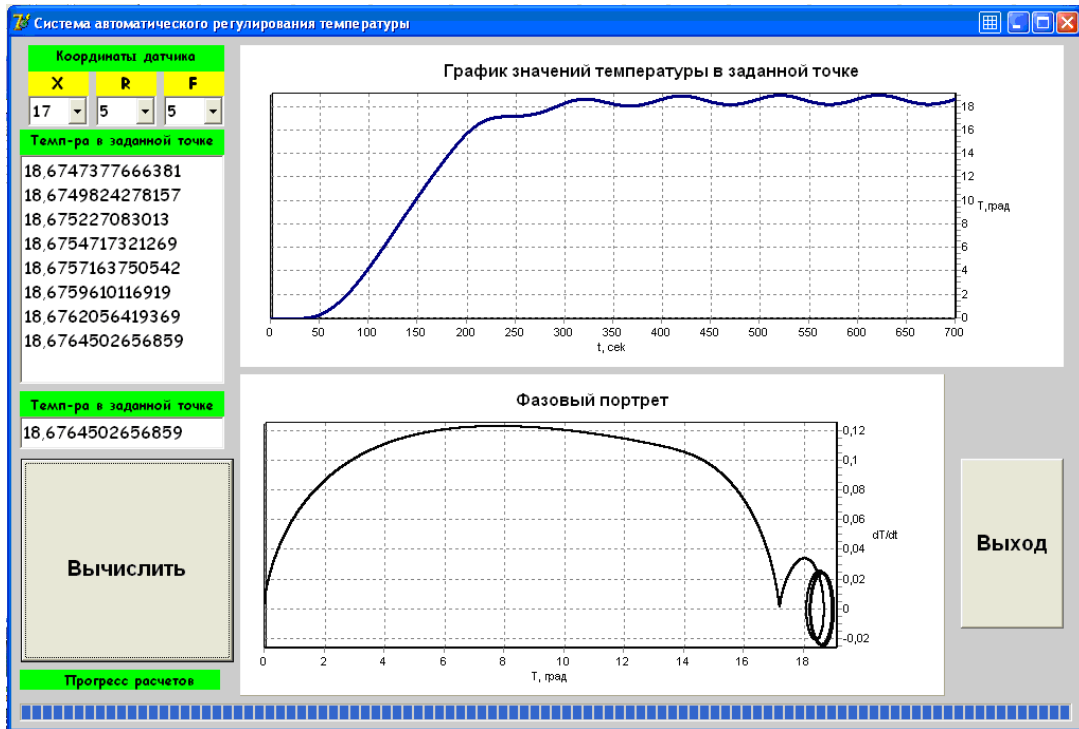 Система автоматического регулирования температуры
Координаты датчика
X R F
17 5 5
Темп-ра в заданной точке
18,6747377666381
18,6749824278157
18,675227083013
18,6754717321269
18,6757163750542
18,6759610116919
18,6762056419369
18,6764502656859
Темп-ра в заданной точке
18,6764502656859
Вычислить
Прогресс расчетов
График значений температуры в заданной точке
18
16
14
12
10
8
6
4
2
0
T,град
0 50 100 150 200 250 300 350 400 450 500 550 600 650 700
t, сек
Фазовый портрет
0,12
0,1
0,08
0,06
0,04
0,02
0
-0,02
dT/dt
0 2 4 6 8 10 12 14 16 18
T, град
Выход